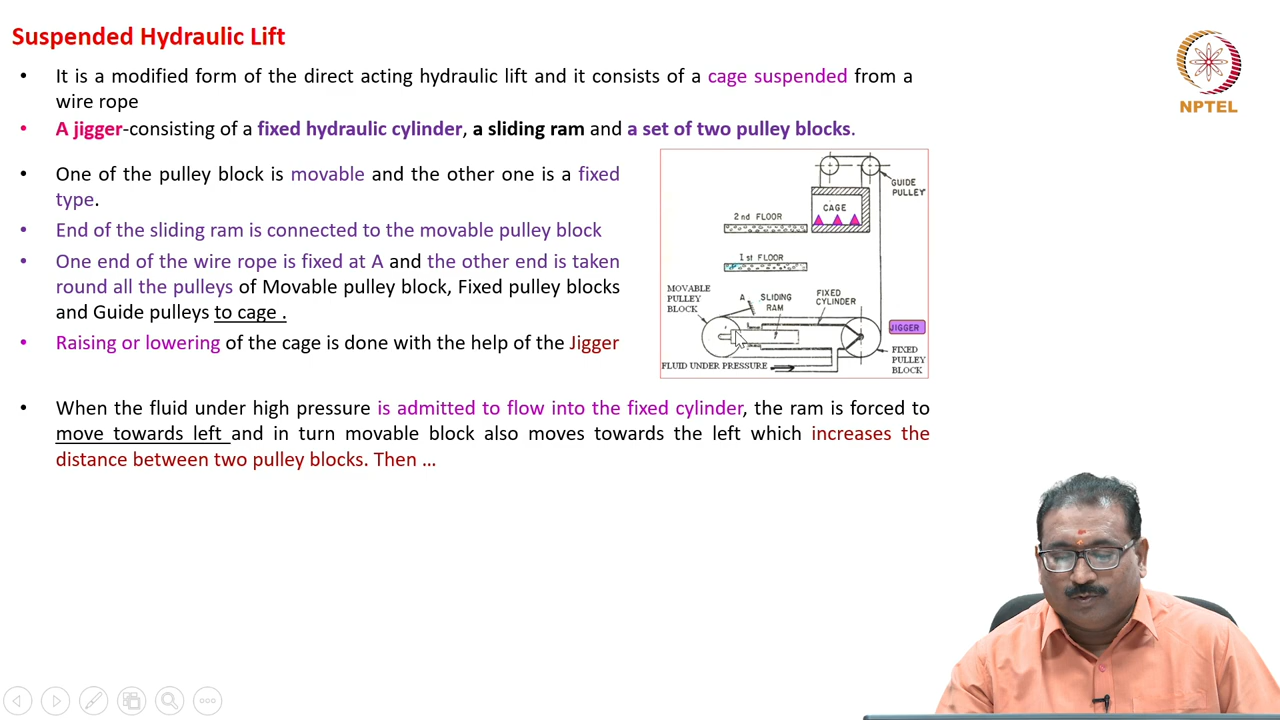 Suspended Hydraulic Lift
NPTEL
• It is a modified form of the direct acting hydraulic lift and it consists of a cage suspended from a
wire rope
• A jigger-consisting of a fixed hydraulic cylinder, a sliding ram and a set of two pulley blocks.
• One of the pulley block is movable and the other one is a fixed
type.
• End of the sliding ram is connected to the movable pulley block
• One end of the wire rope is fixed at A and the other end is taken
round all the pulleys of Movable pulley block, Fixed pulley blocks
and Guide pulleys to cage .
• Raising or lowering of the cage is done with the help of the Jigger
GUIDE
PULLEY
CAGE
2nd FLOOR
1st FLOOR
MOVABLE
PULLEY
BLOCK
A
SLIDING
RAM
FIXED
CYLINDER
JIGGER
FIXED
PULLEY
BLOCK
FLUID UNDER PRESSURE
• When the fluid under high pressure is admitted to flow into the fixed cylinder, the ram is forced to
move towards left and in turn movable block also moves towards the left which increases the
distance between two pulley blocks. Then …